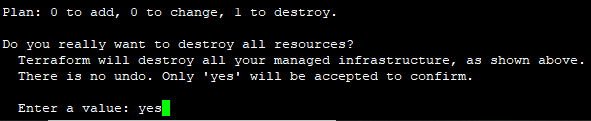 Plan: 0 to add, 0 to change, 1 to destroy.
Do you really want to destroy all resources?
Terraform will destroy all your managed infrastructure, as shown above.
There is no undo. Only 'yes' will be accepted to confirm.
Enter a value: yes